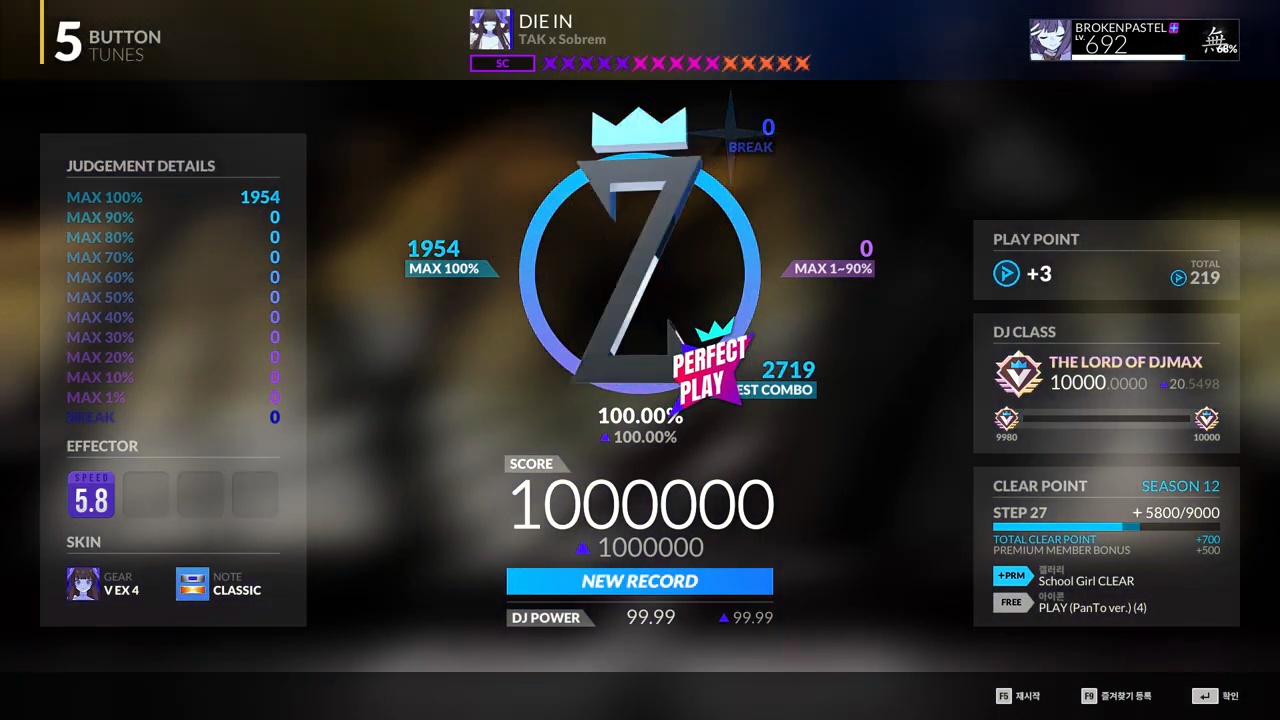 5 BUTTON
TUNES
DIE IN
TAK x Sobrem
SC
BROKENPASTEL
LV. 692
無
68%
JUDGEMENT DETAILS
MAX 100% 1954
MAX 90% 0
MAX 80% 0
MAX 70% 0
MAX 60% 0
MAX 50% 0
MAX 40% 0
MAX 30% 0
MAX 20% 0
MAX 10% 0
MAX 1% 0
BREAK 0
EFFECTOR
SPEED
5.8
SKIN
GEAR
V EX 4
NOTE
CLASSIC
0
BREAK
1954
MAX 100%
0
MAX 1~90%
Z
PERFECT
PLAY
2719
EST COMBO
100.00%
▲ 100.00%
SCORE
1000000
▲ 1000000
NEW RECORD
DJ POWER 99.99 ▲ 99.99
PLAY POINT
+3
TOTAL
219
DJ CLASS
THE LORD OF DJMAX
10000.0000 ▲20.5498
9980 10000
CLEAR POINT SEASON 12
STEP 27 + 5800/9000
TOTAL CLEAR POINT +700
PREMIUM MEMBER BONUS +500
+PRM 갤러리
School Girl CLEAR
FREE 아이콘
PLAY (PanTo ver.) (4)
F5 재시작 F9 즐겨찾기 등록 확인